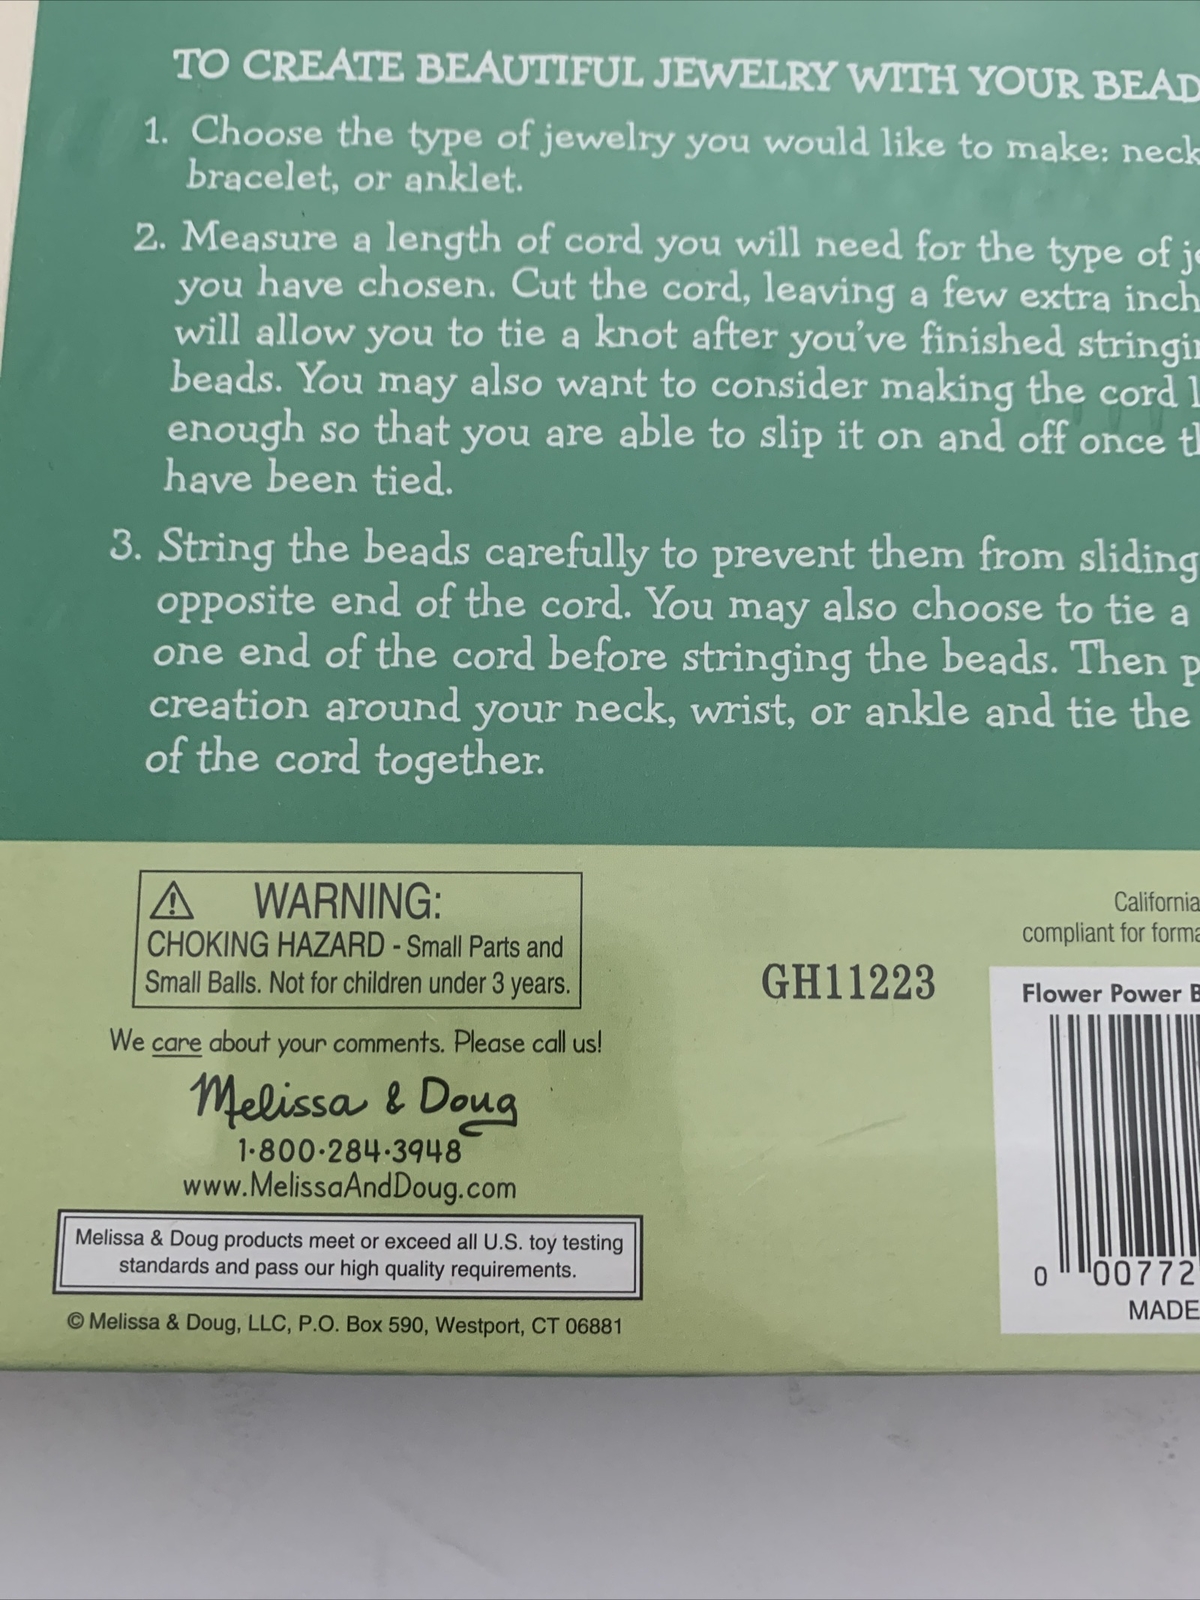 TO CREATE BEAUTIFUL JEWELRY WITH YOUR BEAD
1. Choose the type of jewelry you would like to make: neck
bracelet, or anklet.
2. Measure a length of cord you will need for the type of
you have chosen. Cut the cord, leaving a few extra inch
will allow you to tie a knot after you've finished stringi
beads. You may also want to consider making the cord l
enough so that you are able to slip it on and off once t
have been tied.
3. String the beads carefully to prevent them from sliding
opposite end of the cord. You may also choose to tie a
one end of the cord before stringing the beads. Then p
creation around your neck, wrist, or ankle and tie the
of the cord together.
WARNING:
CHOKING HAZARD - Small Parts and
Small Balls. Not for children under 3 years.
We care about your comments. Please call us!
Melissa & Doug
1·800·284·3948
www.MelissaAndDoug.com
Melissa & Doug products meet or exceed all U.S. toy testing
standards and pass our high quality requirements.
© Melissa & Doug, LLC, P.O. Box 590, Westport, CT 06881
GH11223
California
compliant for forma
Flower Power B
0 00772
MADE